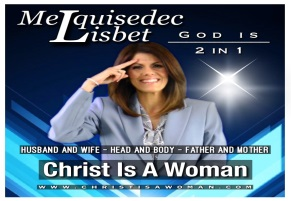 Melquisedec
Lisbet
GOD IS
2 IN 1
HUSBAND AND WIFE - HEAD AND BODY - FATHER AND MOTHER
Christ Is A Woman
WWW.CHRISTISAWOMAN.COM